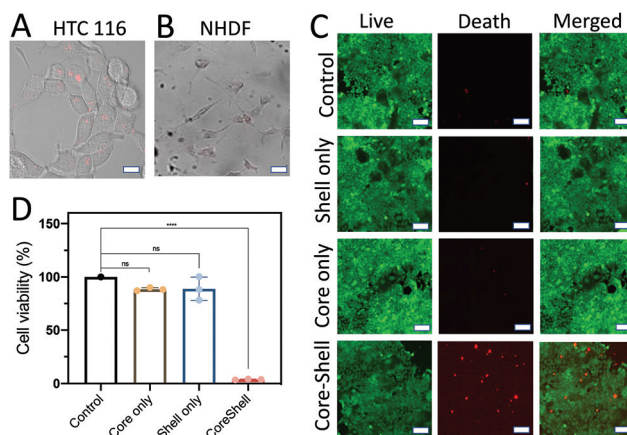 A HTC 116
B NHDF
C Live Death Merged
Control
Shell only
Core only
Core-Shell
D
Cell viability (%)
150
100
50
0
****
ns
ns
Control
Core only
Shell only
CoreShell